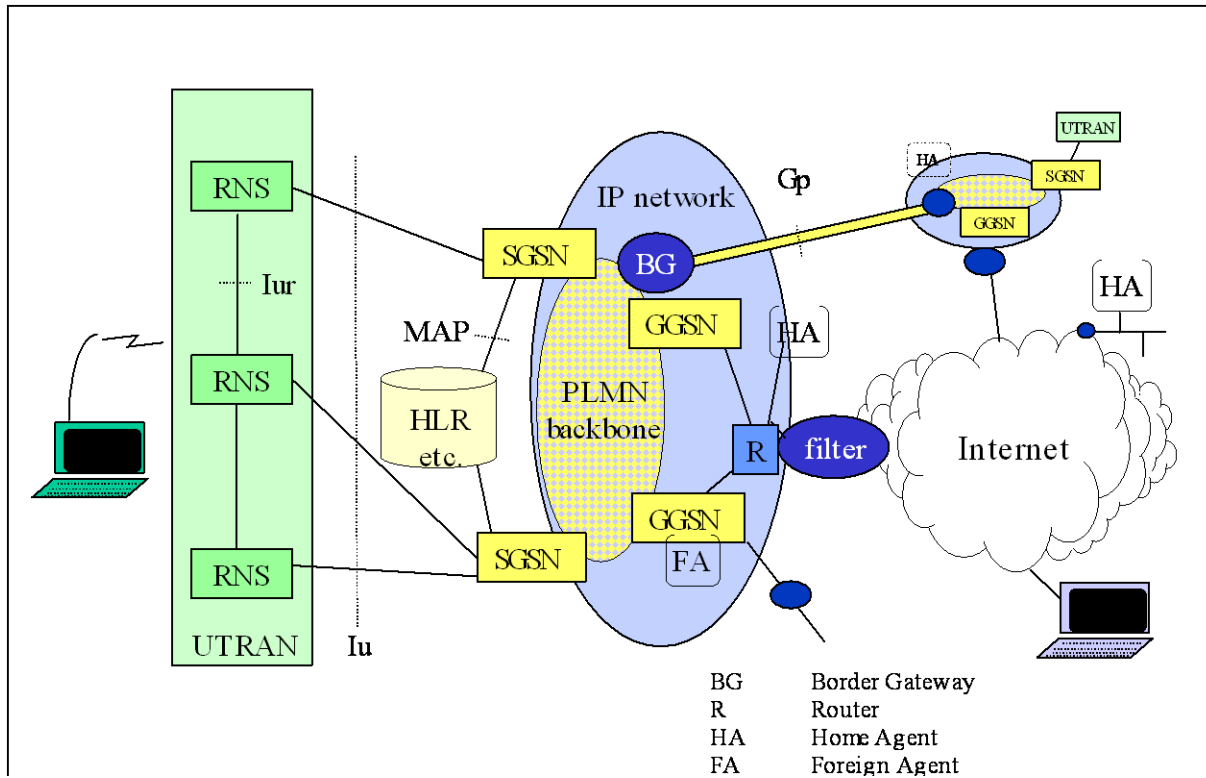 UTRAN
HA
RNS
Gp
SGSN
IP network
GGSN
SGSN
BG
Iur
HA
GGSN
MAP
HA
RNS
PLMN
HLR
backbone
etc.
R
filter
Internet
GGSN
SGSN
FA
RNS
UTRAN
Iu
BG Border Gateway
R Router
HA Home Agent
FA Foreign Agent